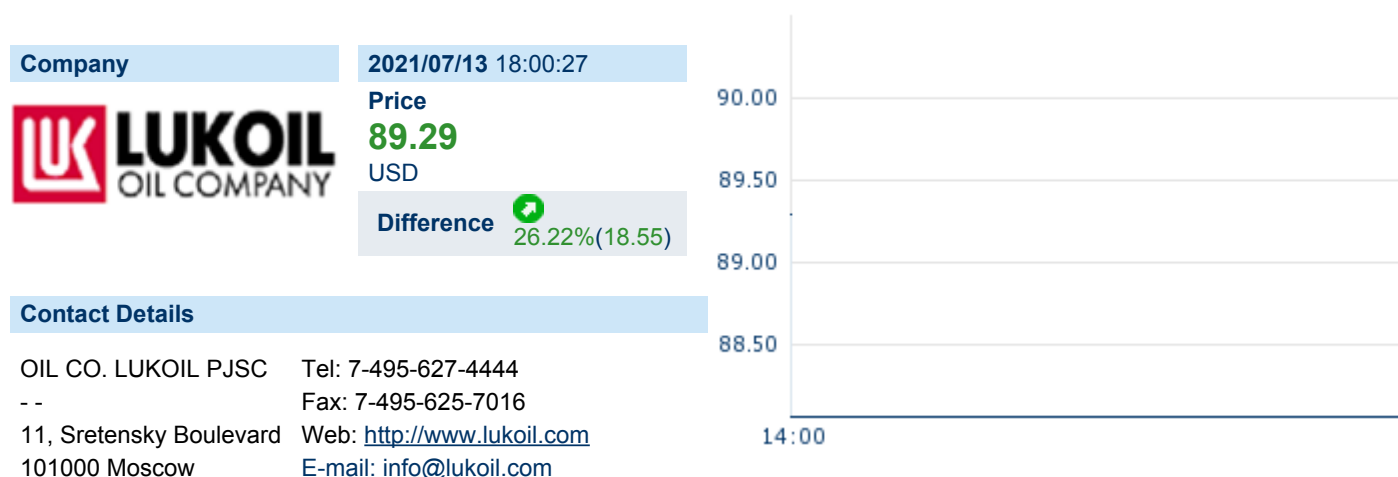 Company
LUKOIL
OIL COMPANY
2021/07/13 18:00:27
Price
89.29
USD
Difference 26.22%(18.55)
Contact Details
OIL CO. LUKOIL PJSC
- -
11, Sretensky Boulevard
101000 Moscow
Tel: 7-495-627-4444
Fax: 7-495-625-7016
Web: http://www.lukoil.com
E-mail: info@lukoil.com
90.00
89.50
89.00
88.50
14:00